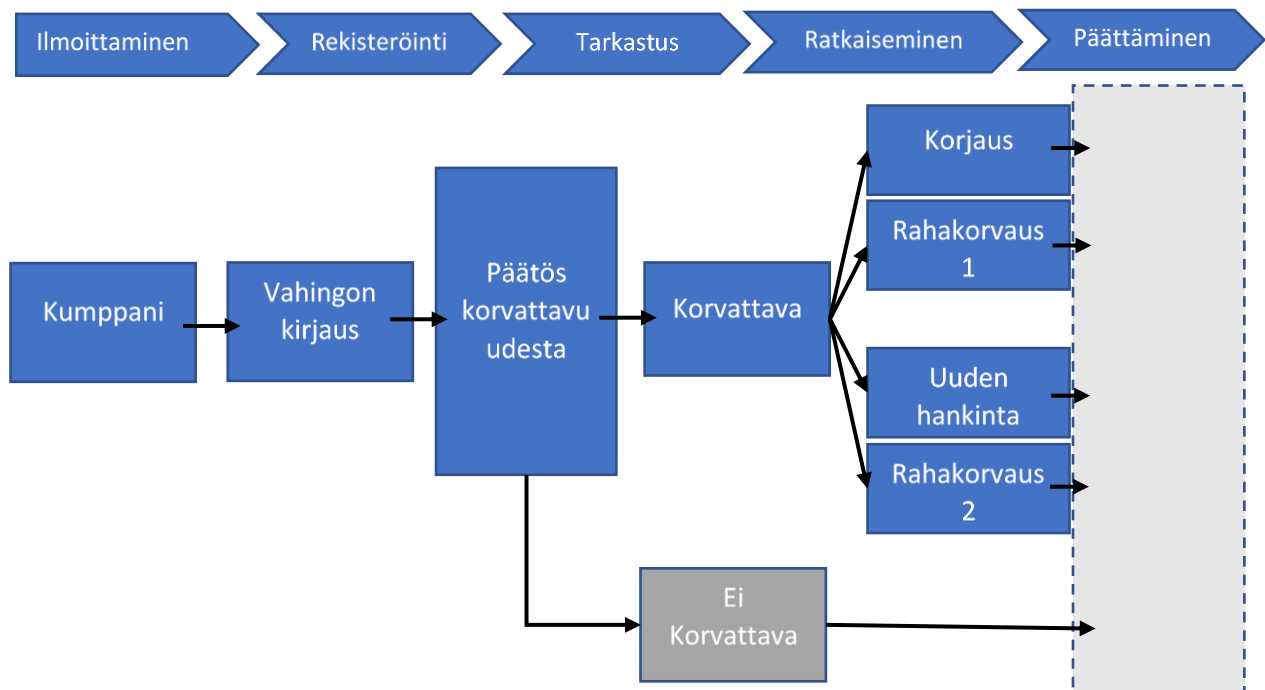 Ilmoittaminen
Rekisteröinti
Tarkastus
Ratkaiseminen
Päättäminen
Kumppani
Vahingon
kirjaus
Päätös
korvattavu
udesta
Korvattava
Korjaus
Rahakorvaus
1
Uuden
hankinta
Rahakorvaus
2
Ei
Korvattava